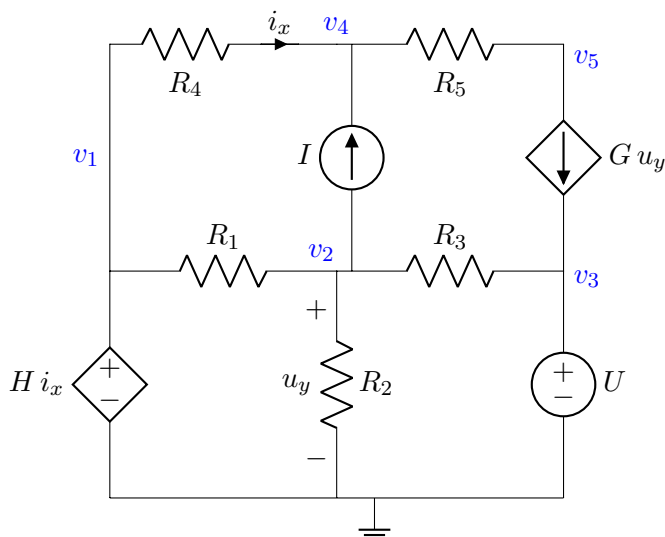 i_x v_4
R_4 R_5 v_5
v_1 I G u_y
R_1 v_2 R_3
v_3
+
H i_x + − u_y R_2 + − U
−